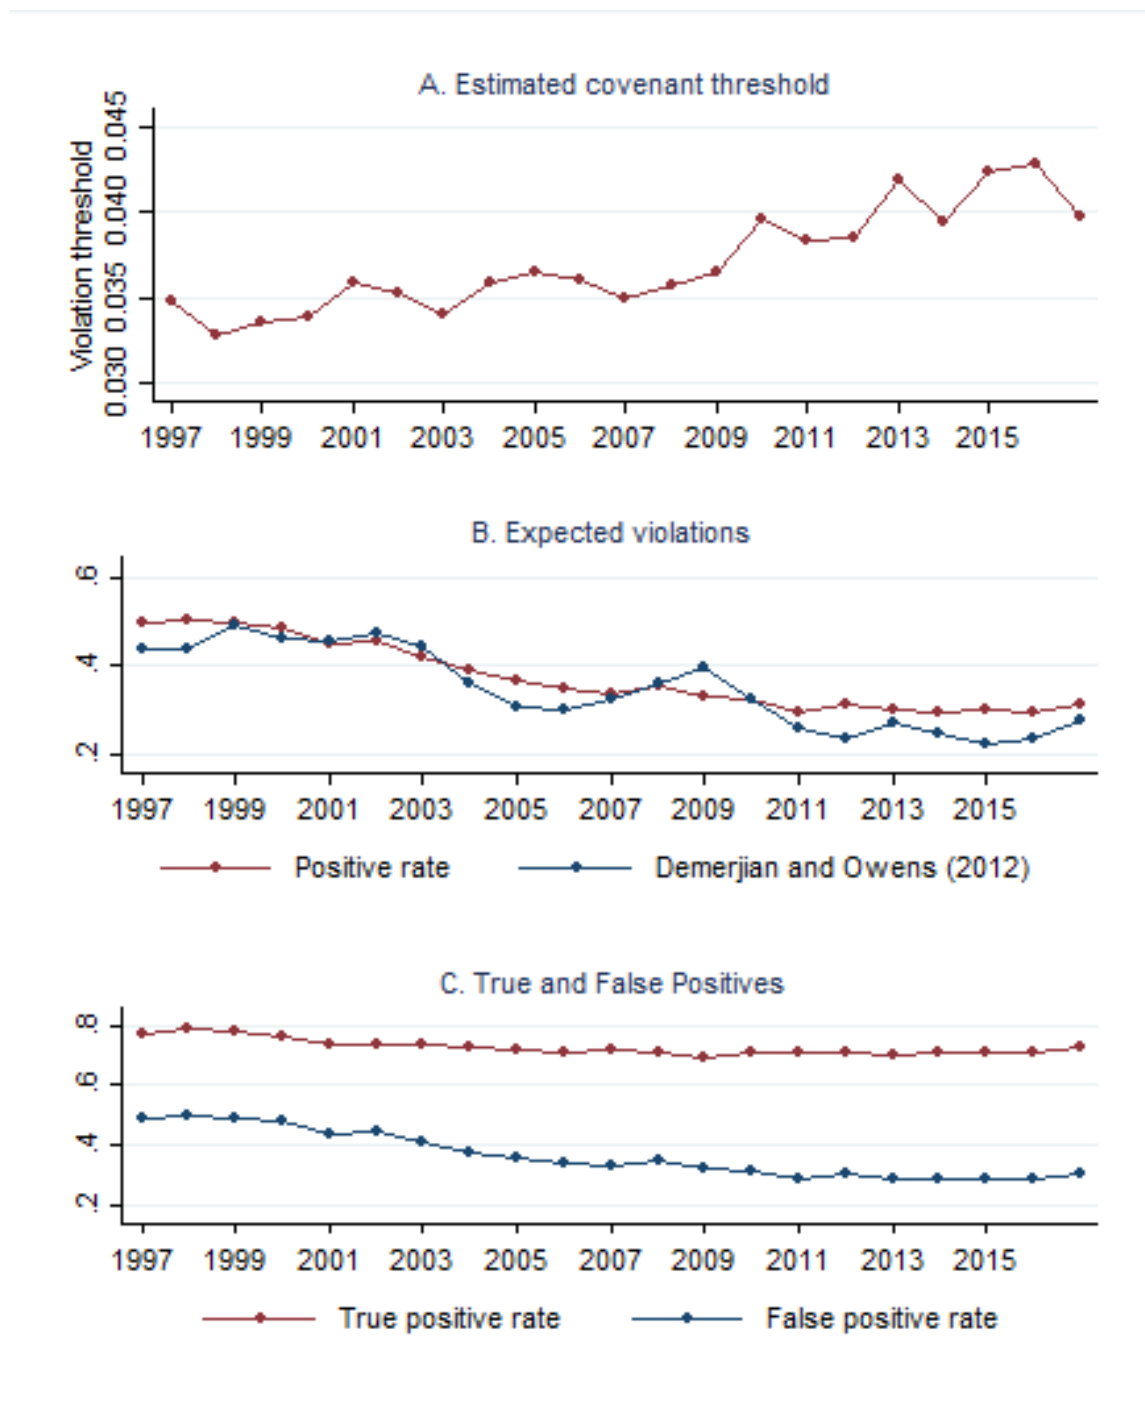 A. Estimated covenant threshold
Violation threshold
0.045
0.040
0.035
0.030
1997 1999 2001 2003 2005 2007 2009 2011 2013 2015
B. Expected violations
.6
.4
.2
1997 1999 2001 2003 2005 2007 2009 2011 2013 2015
Positive rate Demerjian and Owens (2012)
C. True and False Positives
.8
.6
.4
.2
1997 1999 2001 2003 2005 2007 2009 2011 2013 2015
True positive rate False positive rate